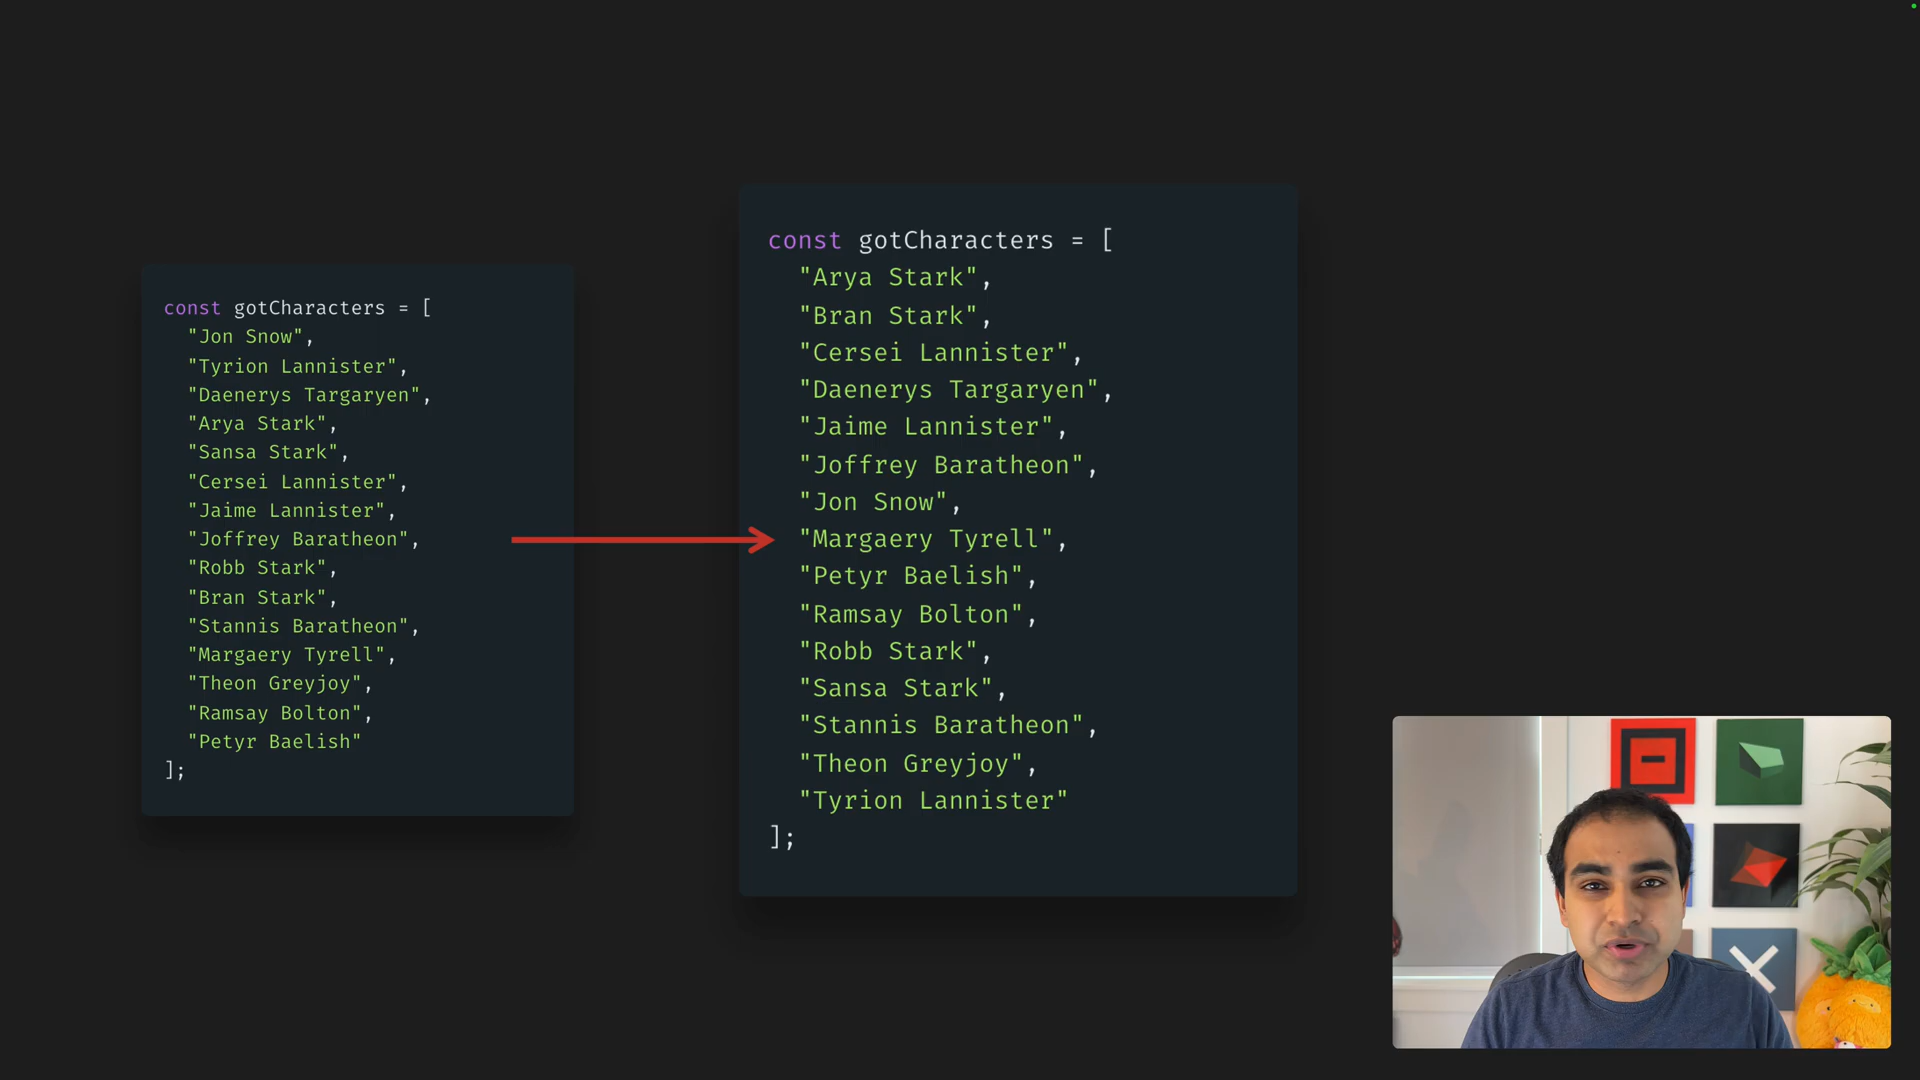 const gotCharacters = [
"Jon Snow",
"Tyrion Lannister",
"Daenerys Targaryen",
"Arya Stark",
"Sansa Stark",
"Cersei Lannister",
"Jaime Lannister",
"Joffrey Baratheon",
"Robb Stark",
"Bran Stark",
"Stannis Baratheon",
"Margaery Tyrell",
"Theon Greyjoy",
"Ramsay Bolton",
"Petyr Baelish"
];
const gotCharacters = [
"Arya Stark",
"Bran Stark",
"Cersei Lannister",
"Daenerys Targaryen",
"Jaime Lannister",
"Joffrey Baratheon",
"Jon Snow",
"Margaery Tyrell",
"Petyr Baelish",
"Ramsay Bolton",
"Robb Stark",
"Sansa Stark",
"Stannis Baratheon",
"Theon Greyjoy",
"Tyrion Lannister"
];